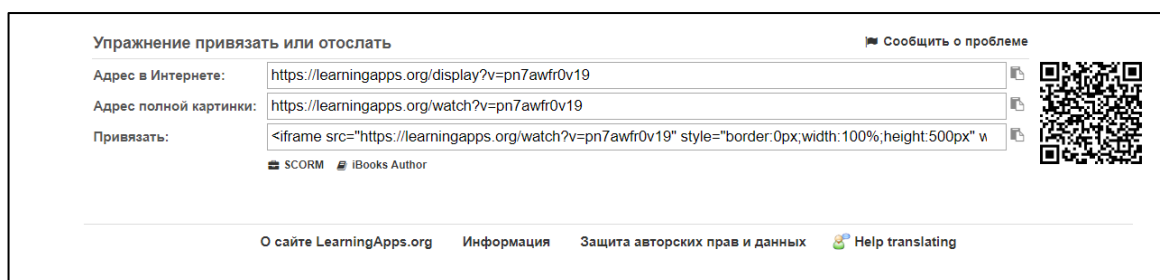 Упражнение привязать или отослать
Сообщить о проблеме
Адрес в Интернете: https://learningapps.org/display?v=pn7awfr0v19
Адрес полной картинки: https://learningapps.org/watch?v=pn7awfr0v19
Привязать: <iframe src="https://learningapps.org/watch?v=pn7awfr0v19" style="border:0px;width:100%;height:500px" w
SCORM iBooks Author
О сайте LearningApps.org Информация Защита авторских прав и данных Help translating